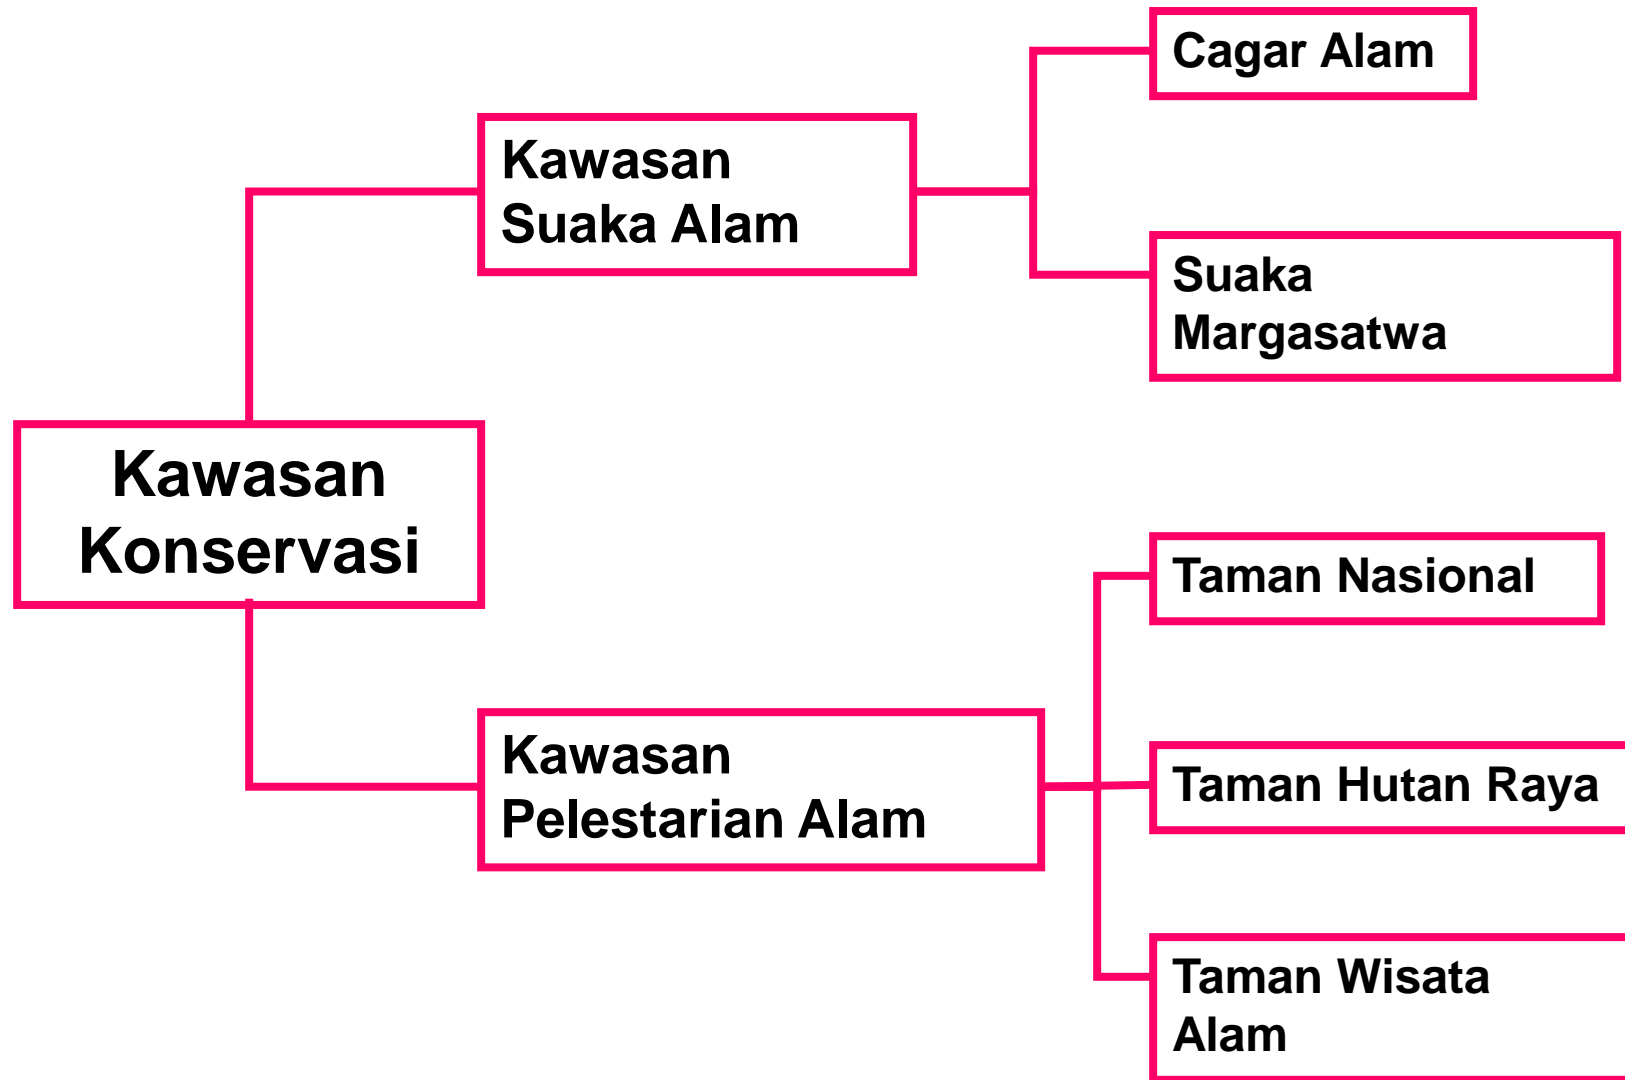 Cagar Alam
Kawasan
Suaka Alam
Suaka
Margasatwa
Kawasan
Konservasi
Taman Nasional
Kawasan
Pelestarian Alam
Taman Hutan Raya
Taman Wisata
Alam